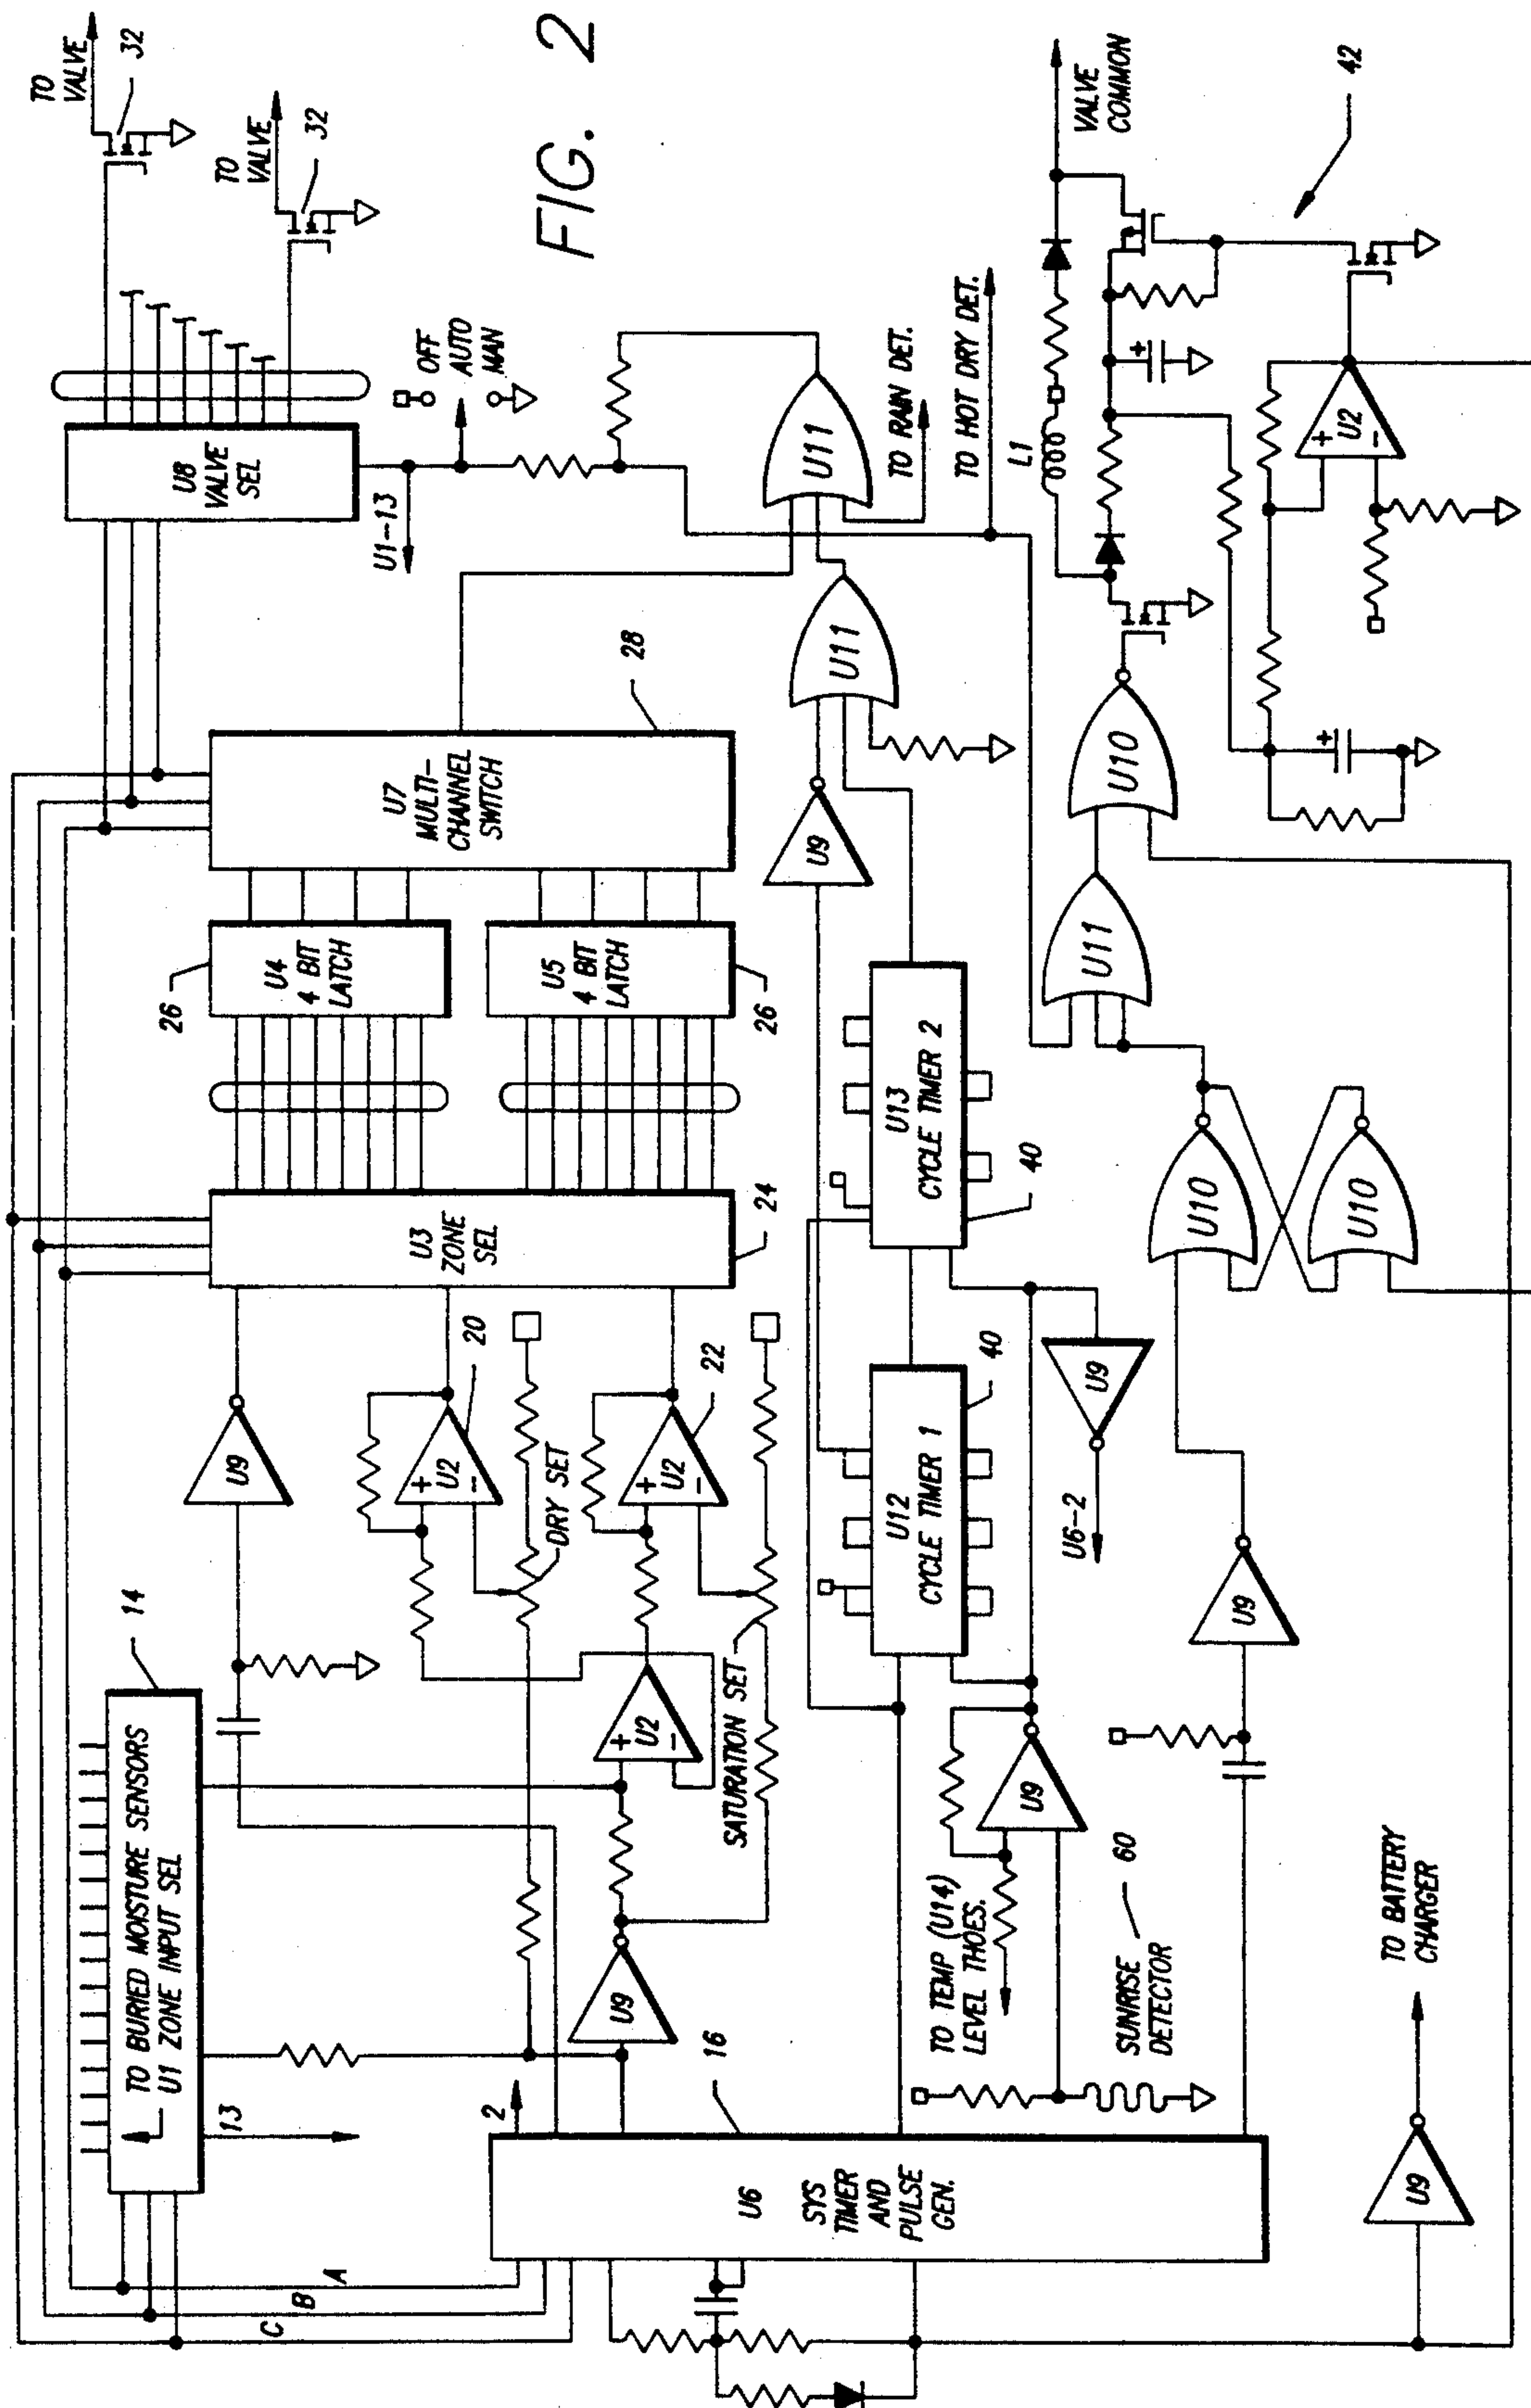 FIG. 2
TO BURIED MOISTURE SENSORS
U1 ZONE INPUT SEL
14
13
C
B
A
U6
SYS
TIMER
AND
PULSE
GEN.
16
2
U9
U9
U2
U2
20
U2
22
DRY SET
SATURATION SET
U3
ZONE
SEL
24
U4
4 BIT
LATCH
26
U5
4 BIT
LATCH
26
U7
MULTI-
CHANNEL
SWITCH
28
U8
VALVE
SEL
TO
VALVE
32
TO
VALVE
32
U1-13
OFF
AUTO
MAN
U11
U11
U9
TO RAIN DET.
TO HOT DRY DET.
U12
CYCLE TIMER 1
40
U13
CYCLE TIMER 2
40
U9
U6-2
U9
TO TEMP (U14)
LEVEL THOES.
SUNRISE
DETECTOR
60
U9
U10
U10
U11
U10
L1
VALVE
COMMON
+
U2
+
-
42
U9
TO BATTERY
CHARGER